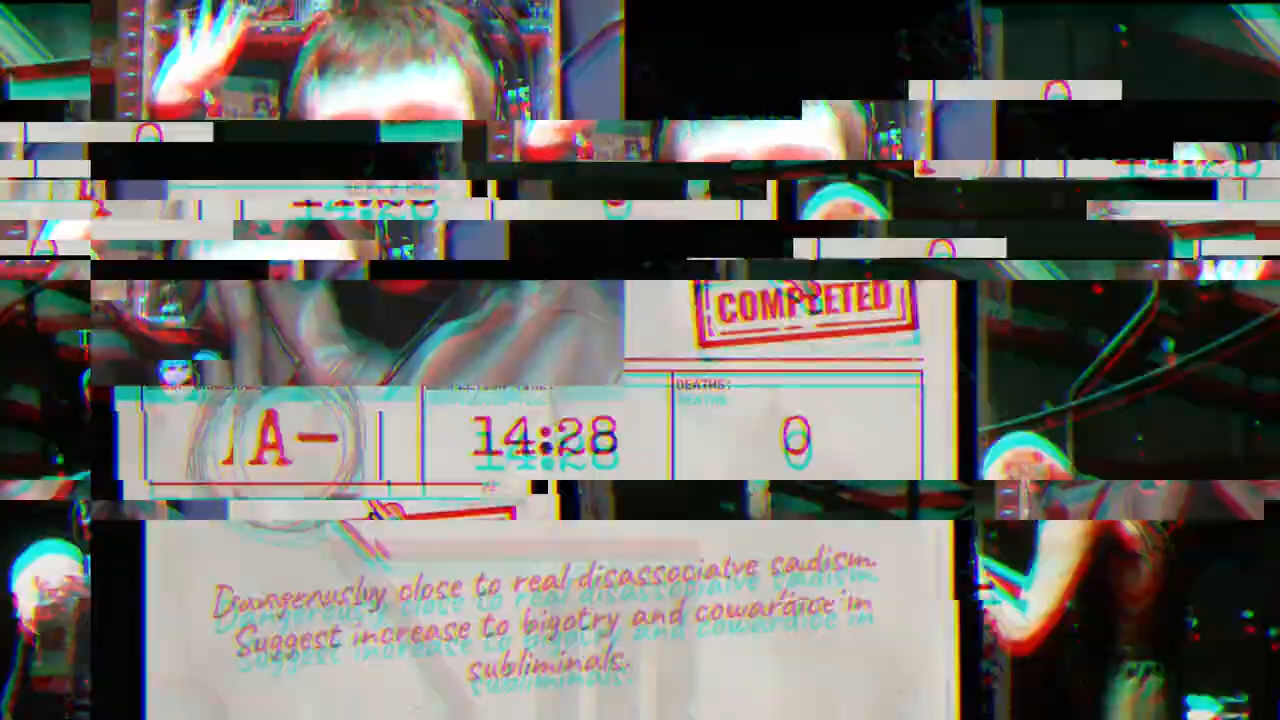 COMPLETED
DEATHS:
A-
14:28
0
Dangerously close to real disassociative sadism.
Suggest increase to bigotry and cowardice in
subliminals.